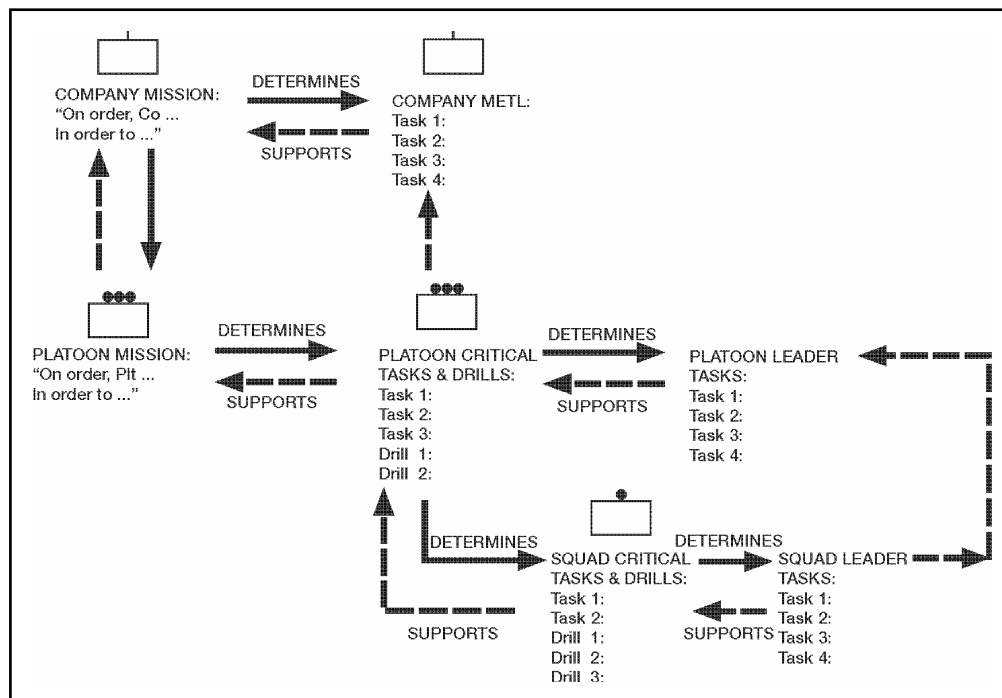 DETERMINES
COMPANY MISSION:
“On order, Co ...
In order to ...”
COMPANY METL:
Task 1:
Task 2:
Task 3:
Task 4:
SUPPORTS
DETERMINES
PLATOON MISSION:
“On order, Plt ...
In order to ...”
SUPPORTS
PLATOON CRITICAL
TASKS & DRILLS:
Task 1:
Task 2:
Task 3:
Drill 1:
Drill 2:
DETERMINES
SUPPORTS
PLATOON LEADER
TASKS:
Task 1:
Task 2:
Task 3:
Task 4:
DETERMINES
SUPPORTS
SQUAD CRITICAL
TASKS & DRILLS:
Task 1:
Task 2:
Drill 1:
Drill 2:
Drill 3:
DETERMINES
SUPPORTS
SQUAD LEADER
TASKS:
Task 1:
Task 2:
Task 3:
Task 4: